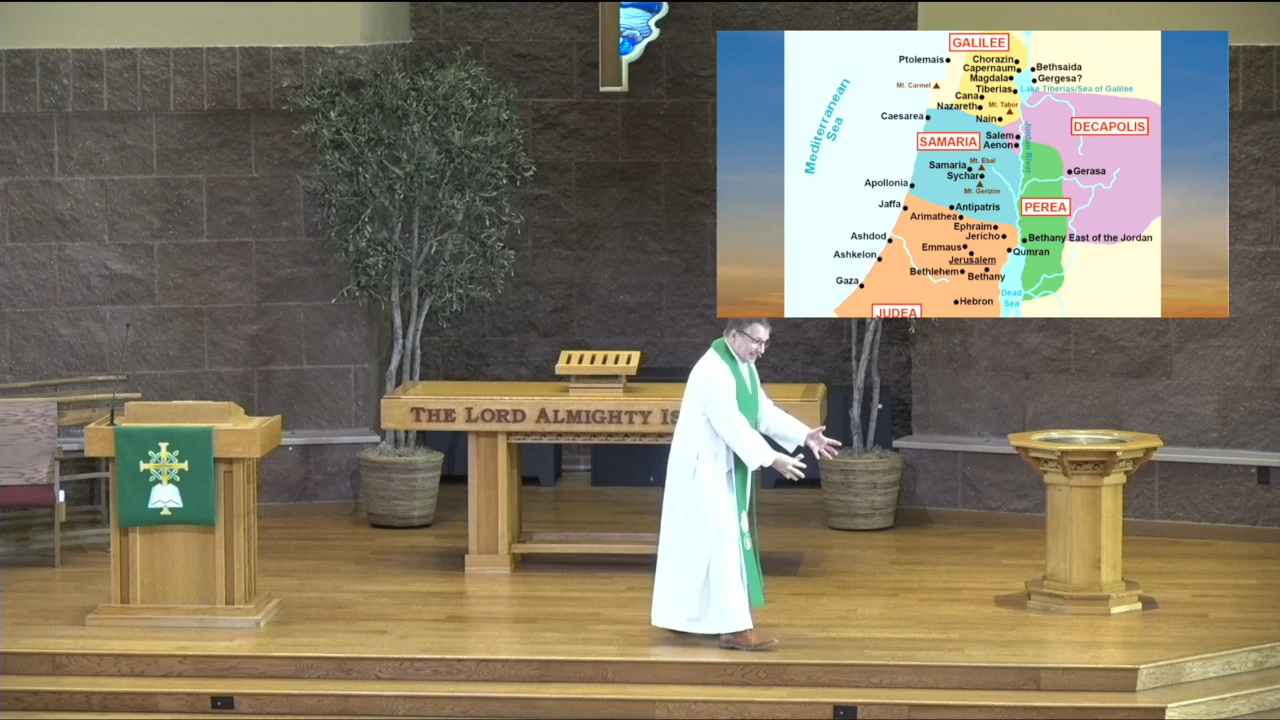 GALILEE
Ptolemais
Chorazin
Capernaum
Bethsaida
Magdala
Gergesa?
Mt. Carmel
Tiberias
Lake Tiberias/Sea of Galilee
Cana
Nazareth
Mt. Tabor
Caesarea
Nain
DECAPOLIS
Mediterranean
Sea
Jordan River
Salem
SAMARIA
Aenon
Mt. Ebal
Samaria
Gerasa
Sychar
Apollonia
Mt. Gerizim
Jaffa
Antipatris
PEREA
Arimathea
Ephraim
Ashdod
Jericho
Bethany East of the Jordan
Emmaus
Qumran
Ashkelon
Jerusalem
Bethlehem
Bethany
Gaza
Dead
Sea
Hebron
JUDEA
THE LORD ALMIGHTY IS